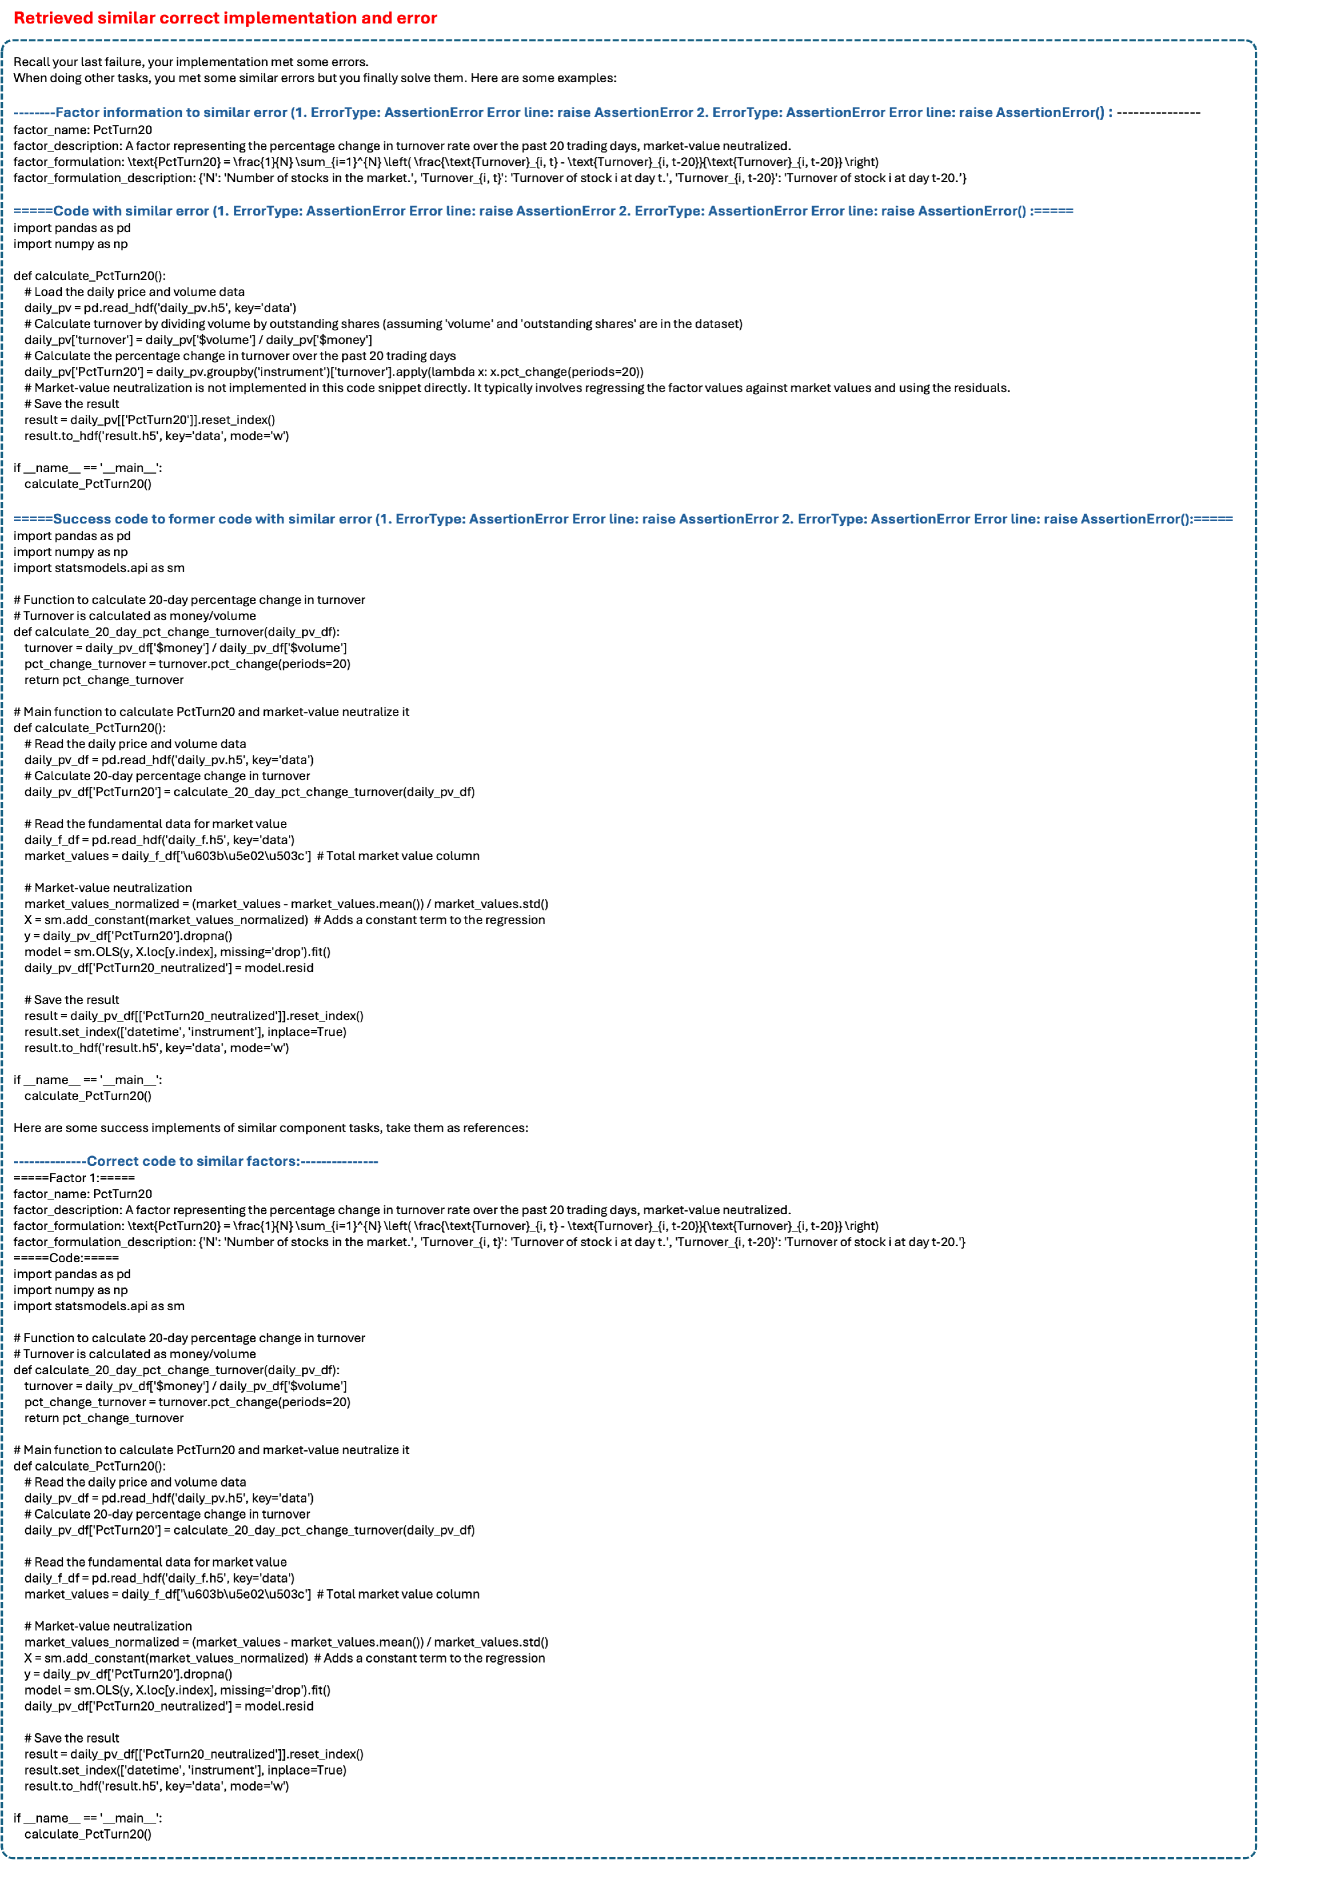 Retrieved similar correct implementation and error
Recall your last failure, your implementation met some errors.
When doing other tasks, you met some similar errors but you finally solve them. Here are some examples:
--------Factor information to similar error (1. ErrorType: AssertionError Error line: raise AssertionError 2. ErrorType: AssertionError Error line: raise AssertionError() : ---------------
factor_name: PctTurn20
factor_description: A factor representing the percentage change in turnover rate over the past 20 trading days, market-value neutralized.
factor_formulation: \text{PctTurn20} = \frac{1}{N} \sum_{i=1}^{N} \left( \frac{\text{Turnover}_{i, t} - \text{Turnover}_{i, t-20}}{\text{Turnover}_{i, t-20}} \right)
factor_formulation_description: {'N': 'Number of stocks in the market.', 'Turnover_{i, t}': 'Turnover of stock i at day t.', 'Turnover_{i, t-20}': 'Turnover of stock i at day t-20.’}
=====Code with similar error (1. ErrorType: AssertionError Error line: raise AssertionError 2. ErrorType: AssertionError Error line: raise AssertionError() :=====
import pandas as pd
import numpy as np
def calculate_PctTurn20():
# Load the daily price and volume data
daily_pv = pd.read_hdf('daily_pv.h5', key='data')
# Calculate turnover by dividing volume by outstanding shares (assuming 'volume' and 'outstanding shares' are in the dataset)
daily_pv['turnover'] = daily_pv['$volume'] / daily_pv['$money']
# Calculate the percentage change in turnover over the past 20 trading days
daily_pv['PctTurn20'] = daily_pv.groupby('instrument')['turnover'].apply(lambda x: x.pct_change(periods=20))
# Market-value neutralization is not implemented in this code snippet directly. It typically involves regressing the factor values against market values and using the residuals.
# Save the result
result = daily_pv[['PctTurn20']].reset_index()
result.to_hdf('result.h5', key='data', mode='w')
if __name__ == '__main__':
calculate_PctTurn20()
=====Success code to former code with similar error (1. ErrorType: AssertionError Error line: raise AssertionError 2. ErrorType: AssertionError Error line: raise AssertionError():=====
import pandas as pd
import numpy as np
import statsmodels.api as sm
# Function to calculate 20-day percentage change in turnover
# Turnover is calculated as money/volume
def calculate_20_day_pct_change_turnover(daily_pv_df):
turnover = daily_pv_df['$money'] / daily_pv_df['$volume']
pct_change_turnover = turnover.pct_change(periods=20)
return pct_change_turnover
# Main function to calculate PctTurn20 and market-value neutralize it
def calculate_PctTurn20():
# Read the daily price and volume data
daily_pv_df = pd.read_hdf('daily_pv.h5', key='data')
# Calculate 20-day percentage change in turnover
daily_pv_df['PctTurn20'] = calculate_20_day_pct_change_turnover(daily_pv_df)
# Read the fundamental data for market value
daily_f_df = pd.read_hdf('daily_f.h5', key='data')
market_values = daily_f_df['\u603b\u5e02\u503c'] # Total market value column
# Market-value neutralization
market_values_normalized = (market_values - market_values.mean()) / market_values.std()
X = sm.add_constant(market_values_normalized) # Adds a constant term to the regression
y = daily_pv_df['PctTurn20'].dropna()
model = sm.OLS(y, X.loc[y.index], missing='drop').fit()
daily_pv_df['PctTurn20_neutralized'] = model.resid
# Save the result
result = daily_pv_df[['PctTurn20_neutralized']].reset_index()
result.set_index(['datetime', 'instrument'], inplace=True)
result.to_hdf('result.h5', key='data', mode='w')
if __name__ == '__main__':
calculate_PctTurn20()
Here are some success implements of similar component tasks, take them as references:
--------------Correct code to similar factors:---------------
=====Factor 1:=====
factor_name: PctTurn20
factor_description: A factor representing the percentage change in turnover rate over the past 20 trading days, market-value neutralized.
factor_formulation: \text{PctTurn20} = \frac{1}{N} \sum_{i=1}^{N} \left( \frac{\text{Turnover}_{i, t} - \text{Turnover}_{i, t-20}}{\text{Turnover}_{i, t-20}} \right)
factor_formulation_description: {'N': 'Number of stocks in the market.', 'Turnover_{i, t}': 'Turnover of stock i at day t.', 'Turnover_{i, t-20}': 'Turnover of stock i at day t-20.'}
=====Code:=====
import pandas as pd
import numpy as np
import statsmodels.api as sm
# Function to calculate 20-day percentage change in turnover
# Turnover is calculated as money/volume
def calculate_20_day_pct_change_turnover(daily_pv_df):
turnover = daily_pv_df['$money'] / daily_pv_df['$volume']
pct_change_turnover = turnover.pct_change(periods=20)
return pct_change_turnover
# Main function to calculate PctTurn20 and market-value neutralize it
def calculate_PctTurn20():
# Read the daily price and volume data
daily_pv_df = pd.read_hdf('daily_pv.h5', key='data')
# Calculate 20-day percentage change in turnover
daily_pv_df['PctTurn20'] = calculate_20_day_pct_change_turnover(daily_pv_df)
# Read the fundamental data for market value
daily_f_df = pd.read_hdf('daily_f.h5', key='data')
market_values = daily_f_df['\u603b\u5e02\u503c'] # Total market value column
# Market-value neutralization
market_values_normalized = (market_values - market_values.mean()) / market_values.std()
X = sm.add_constant(market_values_normalized) # Adds a constant term to the regression
y = daily_pv_df['PctTurn20'].dropna()
model = sm.OLS(y, X.loc[y.index], missing='drop').fit()
daily_pv_df['PctTurn20_neutralized'] = model.resid
# Save the result
result = daily_pv_df[['PctTurn20_neutralized']].reset_index()
result.set_index(['datetime', 'instrument'], inplace=True)
result.to_hdf('result.h5', key='data', mode='w')
if __name__ == '__main__':
calculate_PctTurn20()